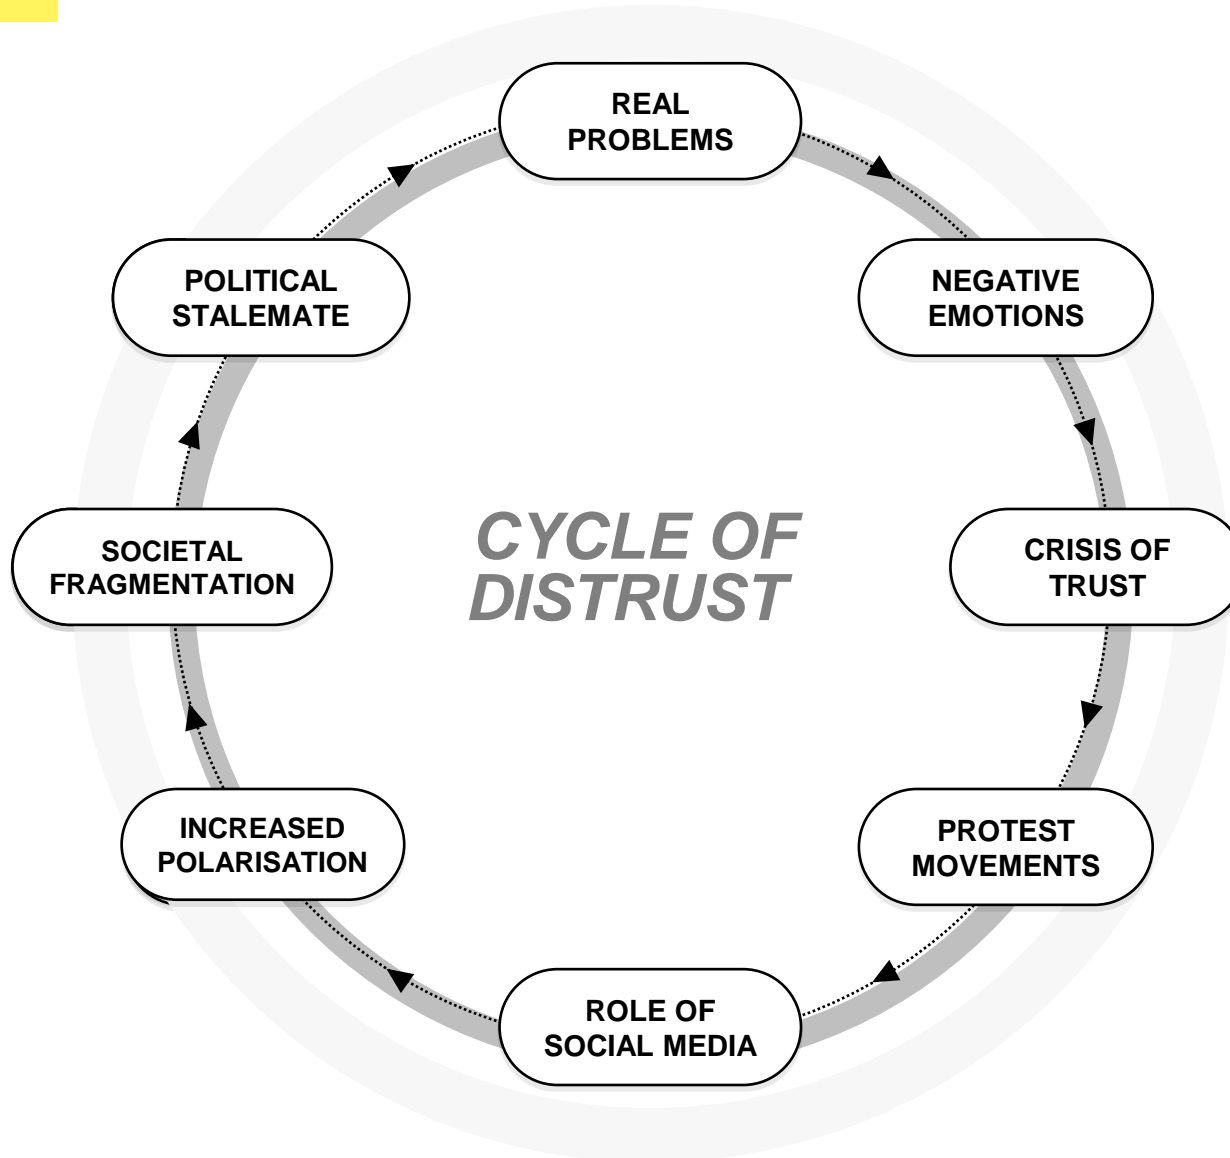 REAL
PROBLEMS
NEGATIVE
EMOTIONS
CRISIS OF
TRUST
PROTEST
MOVEMENTS
ROLE OF
SOCIAL MEDIA
INCREASED
POLARISATION
SOCIETAL
FRAGMENTATION
POLITICAL
STALEMATE
CYCLE OF
DISTRUST